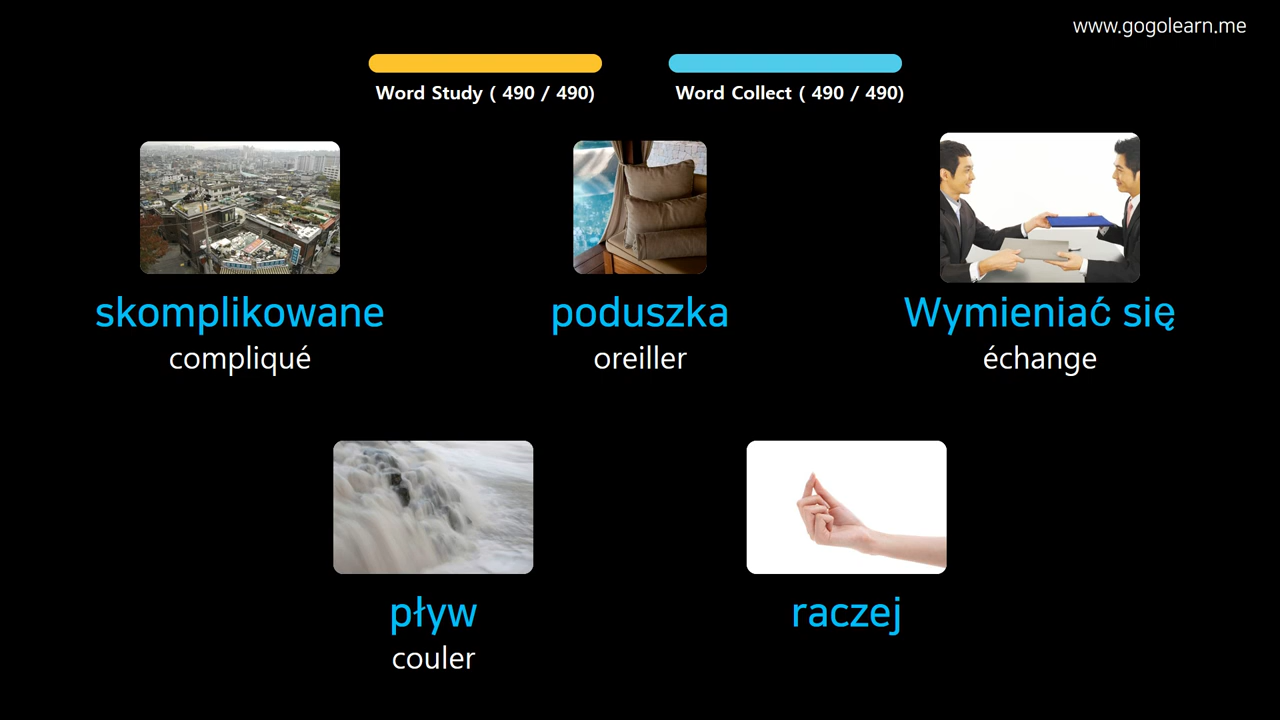 www.gogolearn.me
Word Study ( 490 / 490)
Word Collect ( 490 / 490)
skomplikowane
compliqué
poduszka
oreiller
Wymieniać się
échange
pływ
couler
raczej